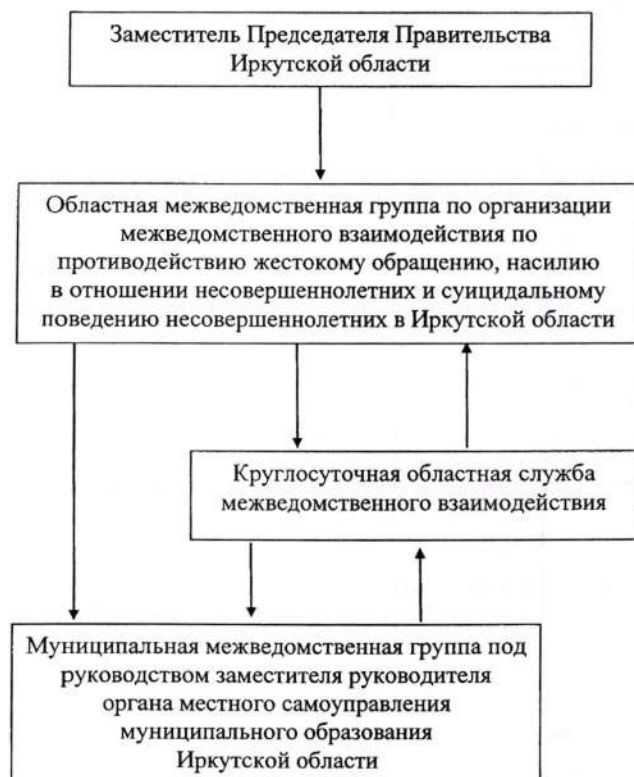 Заместитель Председателя Правительства
Иркутской области
Областная межведомственная группа по организации
межведомственного взаимодействия по
противодействию жестокому обращению, насилию
в отношении несовершеннолетних и суицидальному
поведению несовершеннолетних в Иркутской области
Круглосуточная областная служба
межведомственного взаимодействия
Муниципальная межведомственная группа под
руководством заместителя руководителя
органа местного самоуправления
муниципального образования
Иркутской области